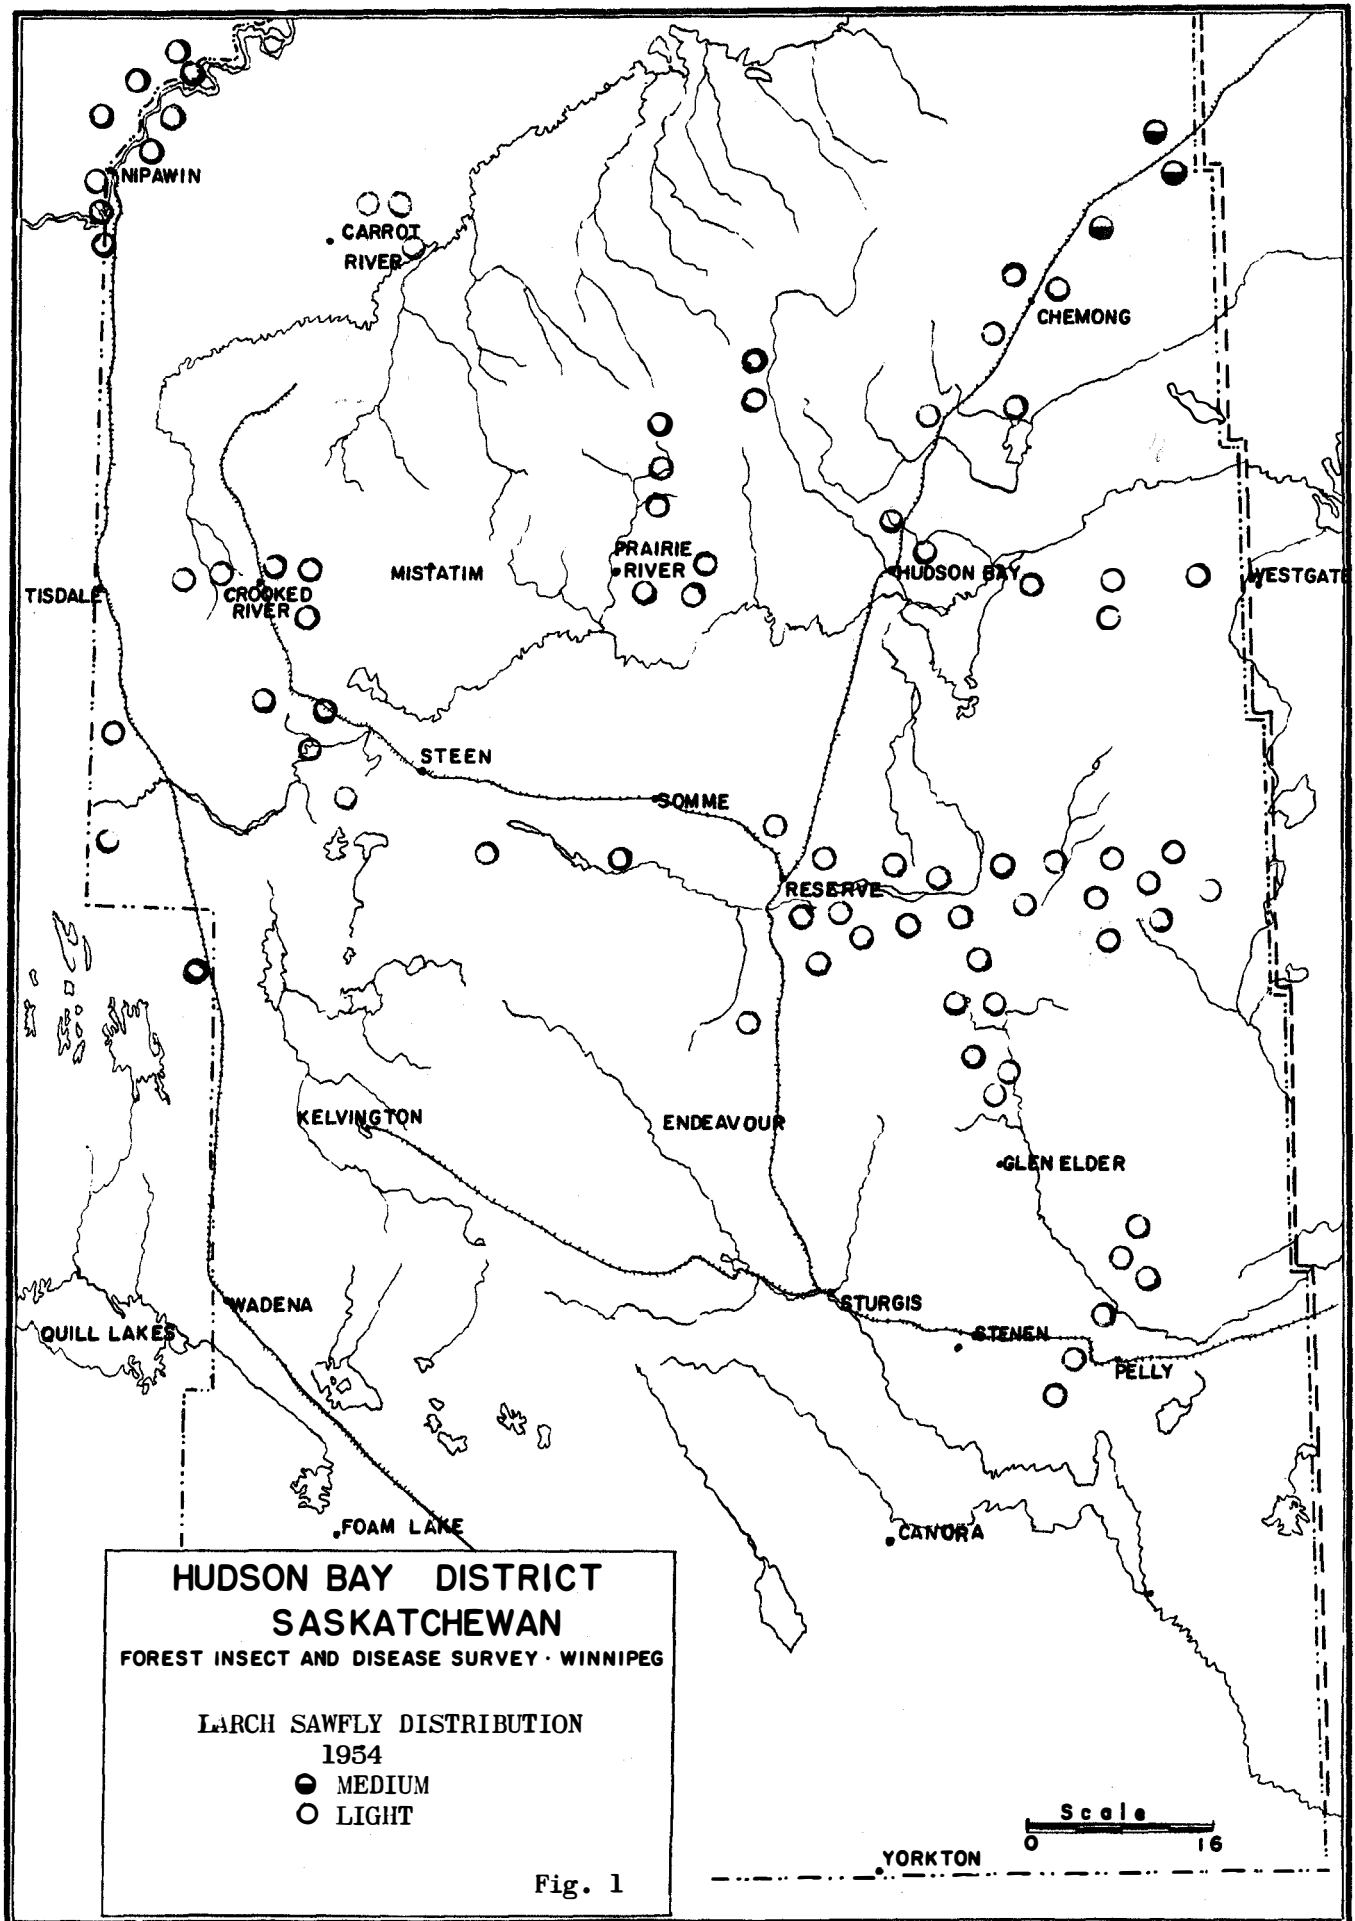 NIPAWIN
CARROT
RIVER
CHEMONG
PRAIRIE
RIVER
MISTATIM
HUDSON BAY
WESTGATE
TISDALE
CROOKED
RIVER
STEEN
SOMME
RESERVE
KELVINGTON
ENDEAVOUR
GLEN ELDER
WADENA
STURGIS
QUILL LAKES
STENEN
PELLY
FOAM LAKE
CANORA
HUDSON BAY DISTRICT
SASKATCHEWAN
FOREST INSECT AND DISEASE SURVEY · WINNIPEG
LARCH SAWFLY DISTRIBUTION
1954
MEDIUM
LIGHT
Fig. 1
Scale
0 16
YORKTON